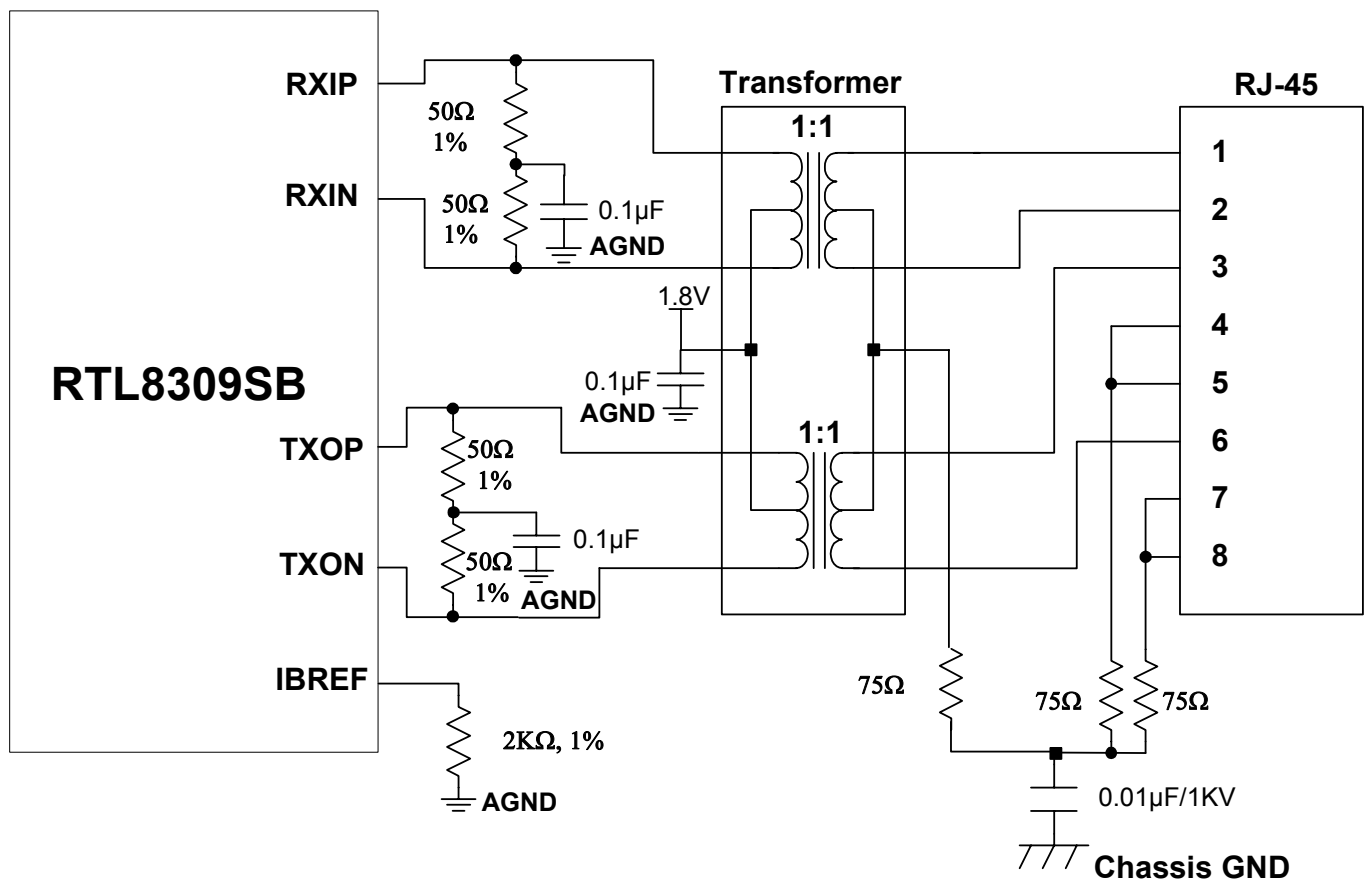 RTL8309SB
RXIP
RXIN
TXOP
TXON
IBREF
50Ω
1%
50Ω
1%
0.1µF
AGND
1.8V
0.1µF
AGND
50Ω
1%
50Ω
1%
0.1µF
AGND
2KΩ, 1%
AGND
Transformer
1:1
1:1
RJ-45
1
2
3
4
5
6
7
8
75Ω
75Ω
75Ω
0.01µF/1KV
Chassis GND